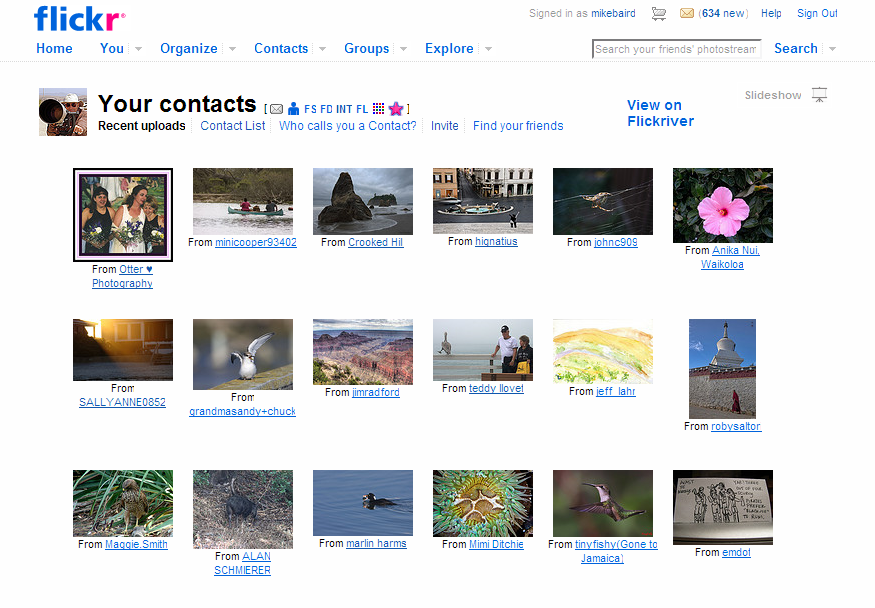 flickr
Signed in as mikebaird (634 new) Help Sign Out
Home You Organize Contacts Groups Explore Search your friends' photostream Search
Your contacts [ FS FD INT FL ]
Recent uploads Contact List Who calls you a Contact? Invite Find your friends
View on
Flickriver
Slideshow
From Otter ♥
Photography
From minicooper93402
From Crooked Hil
From hignatius
From johnc909
From Anika Nui,
Waikoloa
From
SALLYANNE0852
From
grandmasandy+chuck
From jimradford
From teddy llovet
From jeff_lahr
From robysaltor
From Maggie.Smith
From ALAN
SCHMIERER
From marlin harms
From Mimi Ditchie
From tinyfishy(Gone to
Jamaica)
From emdot